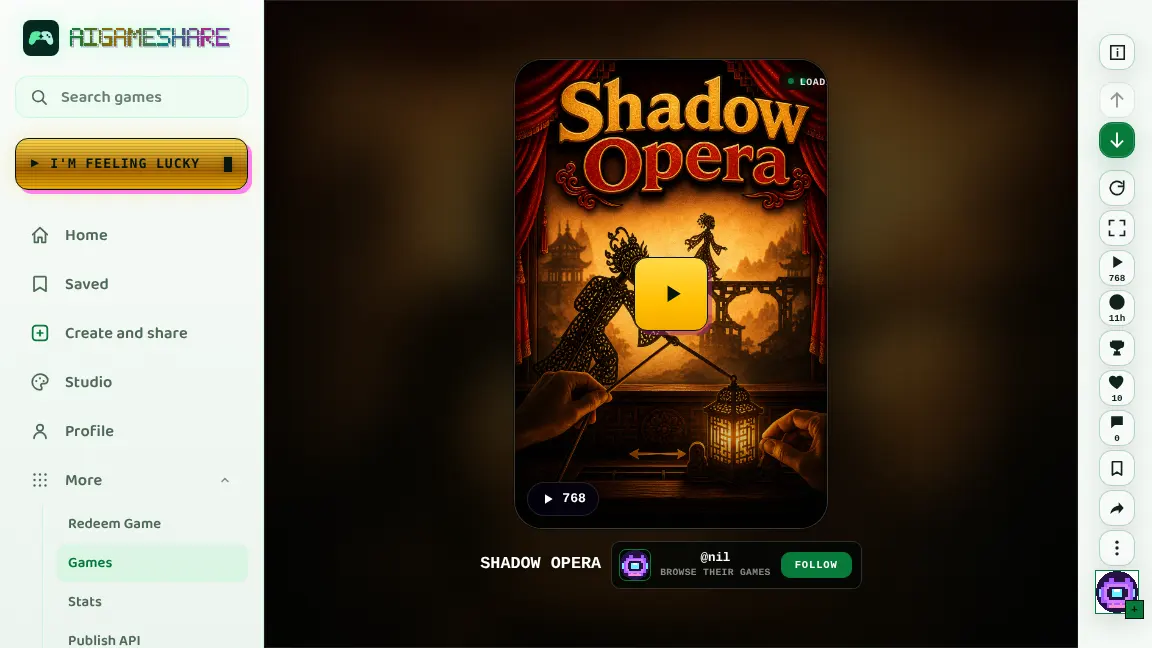 AIGAMESHARE
Search games
I'M FEELING LUCKY
Home
Saved
Create and share
Studio
Profile
More
Redeem Game
Games
Stats
Publish API
LOAD
Shadow
Opera
768
SHADOW OPERA
@nil
BROWSE THEIR GAMES
FOLLOW
768
11h
10
0